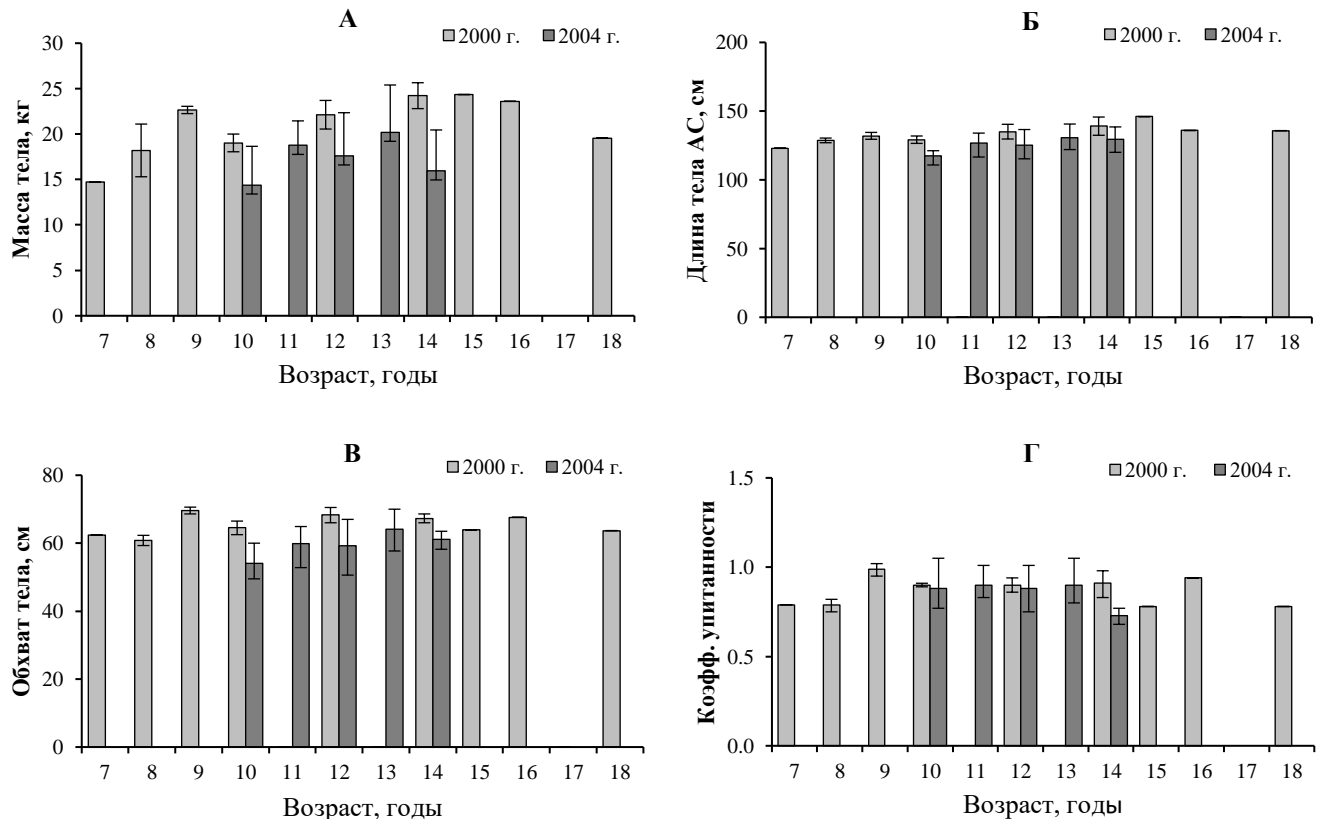 А
2000 г. 2004 г.
Масса тела, кг
30
25
20
15
10
5
0
7 8 9 10 11 12 13 14 15 16 17 18
Возраст, годы
Б
2000 г. 2004 г.
Длина тела АС, см
200
150
100
50
0
7 8 9 10 11 12 13 14 15 16 17 18
Возраст, годы
В
2000 г. 2004 г.
Обхват тела, см
80
60
40
20
0
7 8 9 10 11 12 13 14 15 16 17 18
Возраст, годы
Г
2000 г. 2004 г.
Коэфф. упитанности
1.5
1.0
0.5
0.0
7 8 9 10 11 12 13 14 15 16 17 18
Возраст, годы